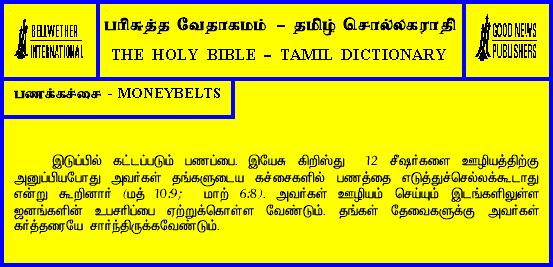 BELLWETHER
INTERNATIONAL
பரிசுத்த வேதாகமம் – தமிழ் சொல்லகராதி
THE HOLY BIBLE – TAMIL DICTIONARY
GOOD NEWS
PUBLISHERS
பணக்கச்சை - MONEYBELTS
இடுப்பில் கட்டப்படும் பணப்பை. இயேசு கிறிஸ்து 12 சீஷர்களை ஊழியத்திற்கு
அனுப்பியபோது அவர்கள் தங்களுடைய கச்சைகளில் பணத்தை எடுத்துச்செல்லக்கூடாது
என்று கூறினார் (மத் 10:9; மாற் 6:8). அவர்கள் ஊழியம் செய்யும் இடங்களிலுள்ள
ஜனங்களின் உபசரிப்பை ஏற்றுக்கொள்ள வேண்டும். தங்கள் தேவைகளுக்கு அவர்கள்
கர்த்தரையே சார்ந்திருக்கவேண்டும்.